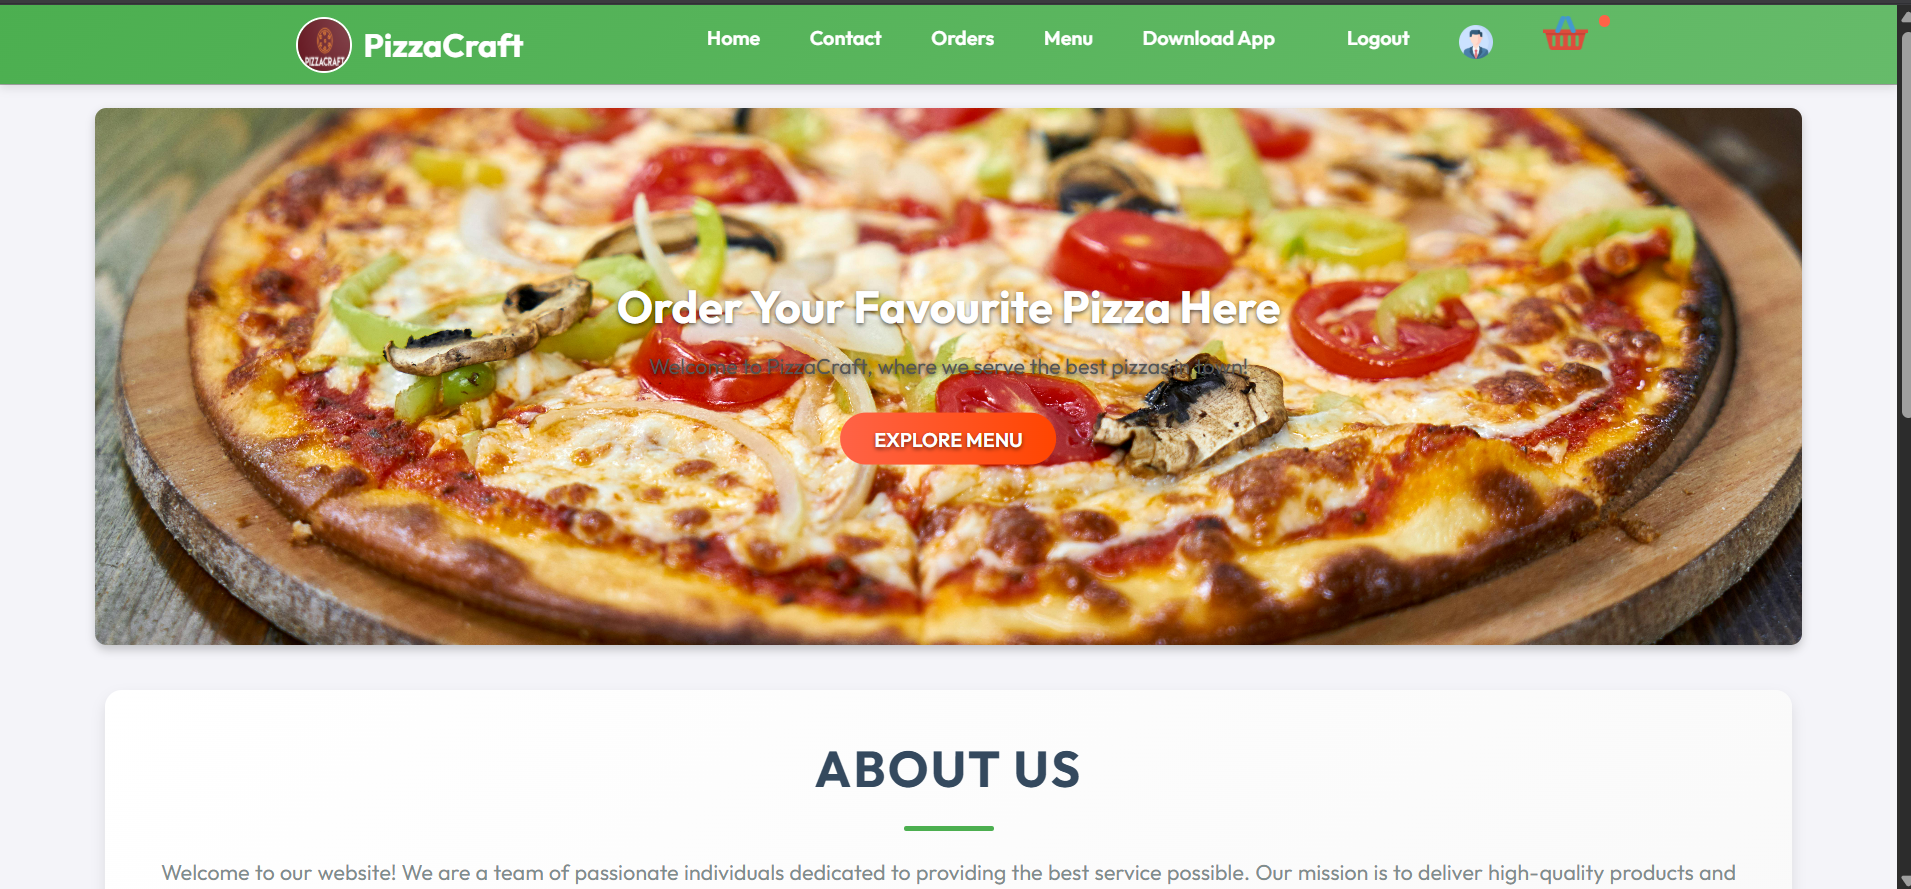 PIZZACRAFT
PizzaCraft
Home
Contact
Orders
Menu
Download App
Logout
Order Your Favourite Pizza Here
Welcome to PizzaCraft, where we serve the best pizzas in town!
EXPLORE MENU
ABOUT US
Welcome to our website! We are a team of passionate individuals dedicated to providing the best service possible. Our mission is to deliver high-quality products and